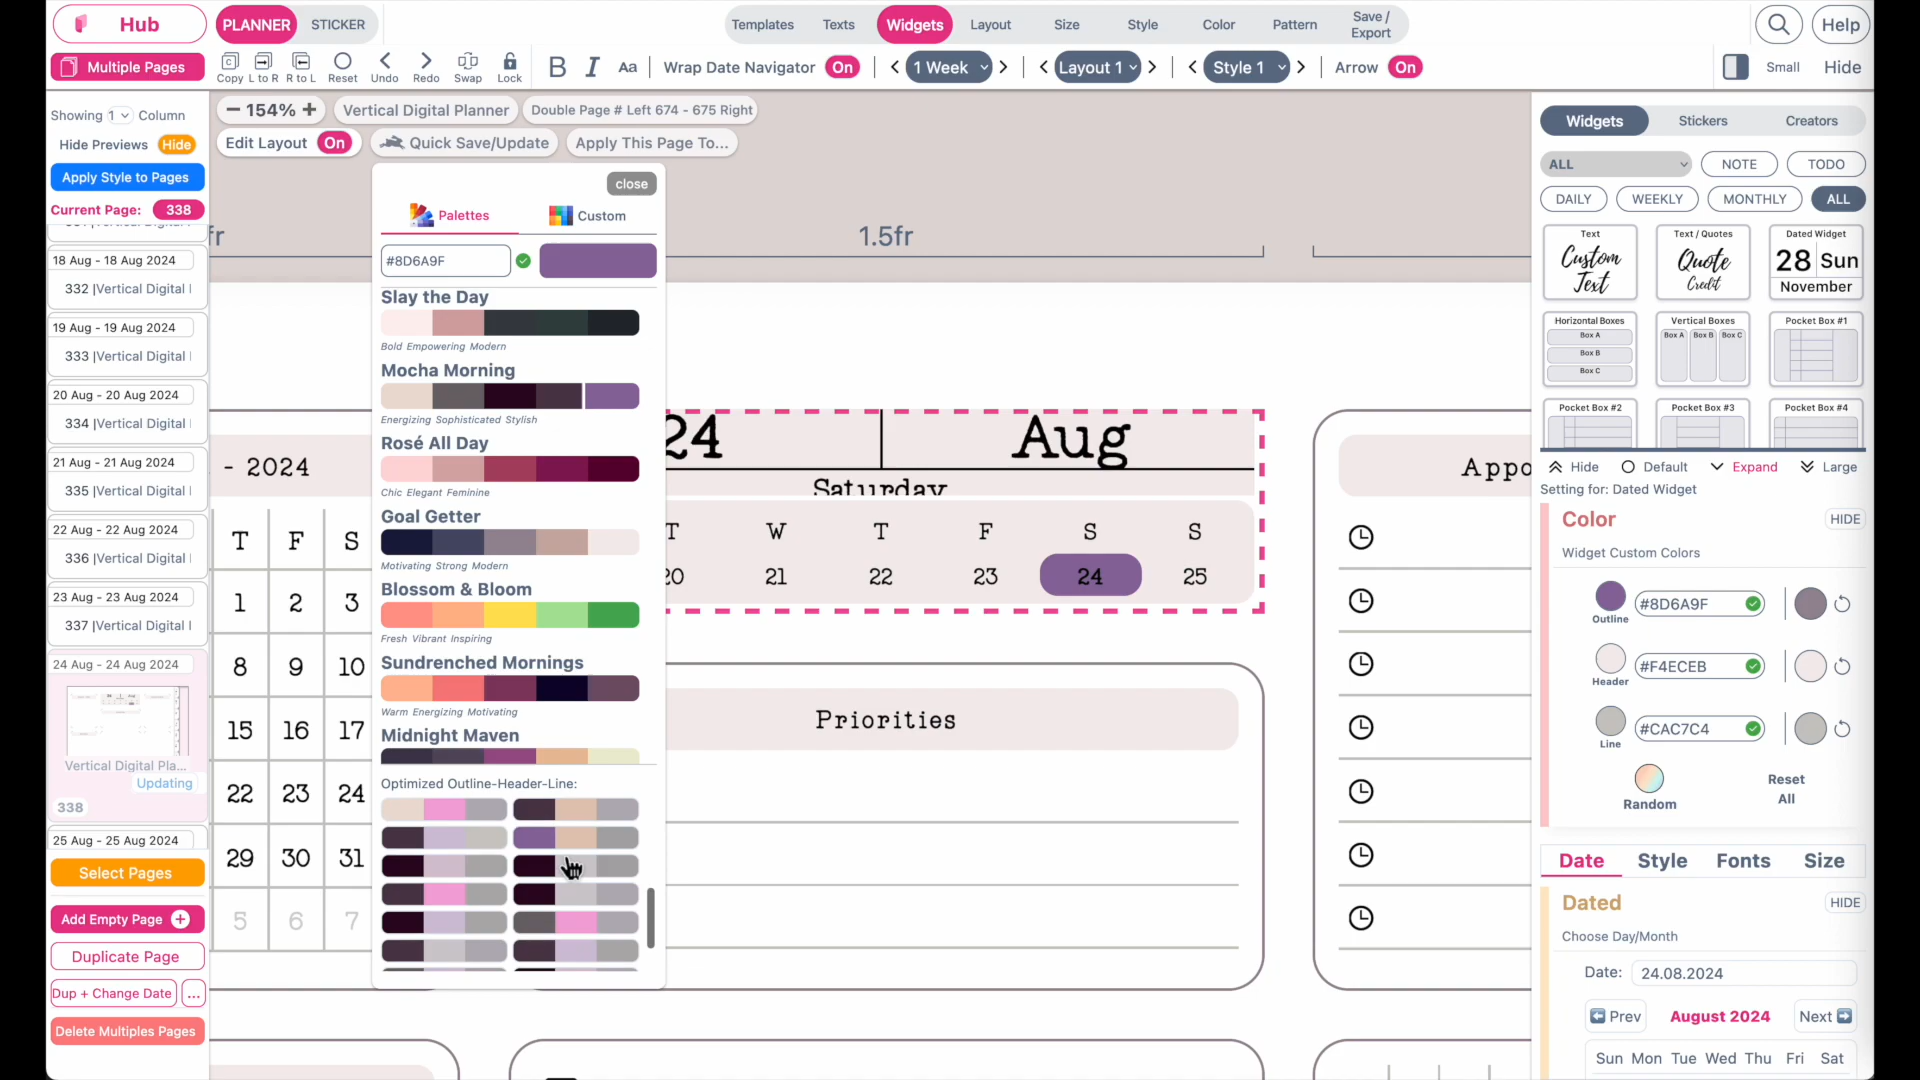 Hub
PLANNER
STICKER
Templates
Texts
Widgets
Layout
Size
Style
Color
Pattern
Save /
Export
Help
Multiple Pages
Copy
L to R
R to L
Reset
Undo
Redo
Swap
Lock
B
I
Aa
Wrap Date Navigator
On
1 Week
Layout 1
Style 1
Arrow
On
Small
Hide
Showing 1 Column
Hide Previews
Hide
Apply Style to Pages
Current Page: 338
18 Aug - 18 Aug 2024
332 |Vertical Digital
19 Aug - 19 Aug 2024
333 |Vertical Digital
20 Aug - 20 Aug 2024
334 |Vertical Digital
21 Aug - 21 Aug 2024
335 |Vertical Digital
22 Aug - 22 Aug 2024
336 |Vertical Digital
23 Aug - 23 Aug 2024
337 |Vertical Digital
24 Aug - 24 Aug 2024
Vertical Digital Pla...
Updating
338
25 Aug - 25 Aug 2024
Select Pages
Add Empty Page
Duplicate Page
Dup + Change Date
...
Delete Multiples Pages
154%
Vertical Digital Planner
Double Page # Left 674 - 675 Right
Edit Layout
On
Quick Save/Update
Apply This Page To...
fr
1.5fr
close
Palettes
Custom
#8D6A9F
Slay the Day
Bold Empowering Modern
Mocha Morning
Energizing Sophisticated Stylish
Rosé All Day
Chic Elegant Feminine
Goal Getter
Motivating Strong Modern
Blossom & Bloom
Fresh Vibrant Inspiring
Sundrenched Mornings
Warm Energizing Motivating
Midnight Maven
Optimized Outline-Header-Line:
- 2024
T F S
1 2 3
8 9 10
15 16 17
22 23 24
29 30 31
5 6 7
24
Aug
Saturday
T W T F S S
20 21 22 23 24 25
Priorities
Appo
Widgets
Stickers
Creators
ALL
NOTE
TODO
DAILY
WEEKLY
MONTHLY
ALL
Text
Custom
Text
Text / Quotes
Quote
Credit
Dated Widget
28 Sun
November
Horizontal Boxes
Box A
Box B
Box C
Vertical Boxes
Box A
Box B
Box C
Pocket Box #1
Pocket Box #2
Pocket Box #3
Pocket Box #4
Hide
Default
Expand
Large
Setting for: Dated Widget
Color
HIDE
Widget Custom Colors
Outline
#8D6A9F
Header
#F4ECEB
Line
#CAC7C4
Random
Reset
All
Date
Style
Fonts
Size
Dated
HIDE
Choose Day/Month
Date:
24.08.2024
Prev
August 2024
Next
Sun Mon Tue Wed Thu Fri Sat